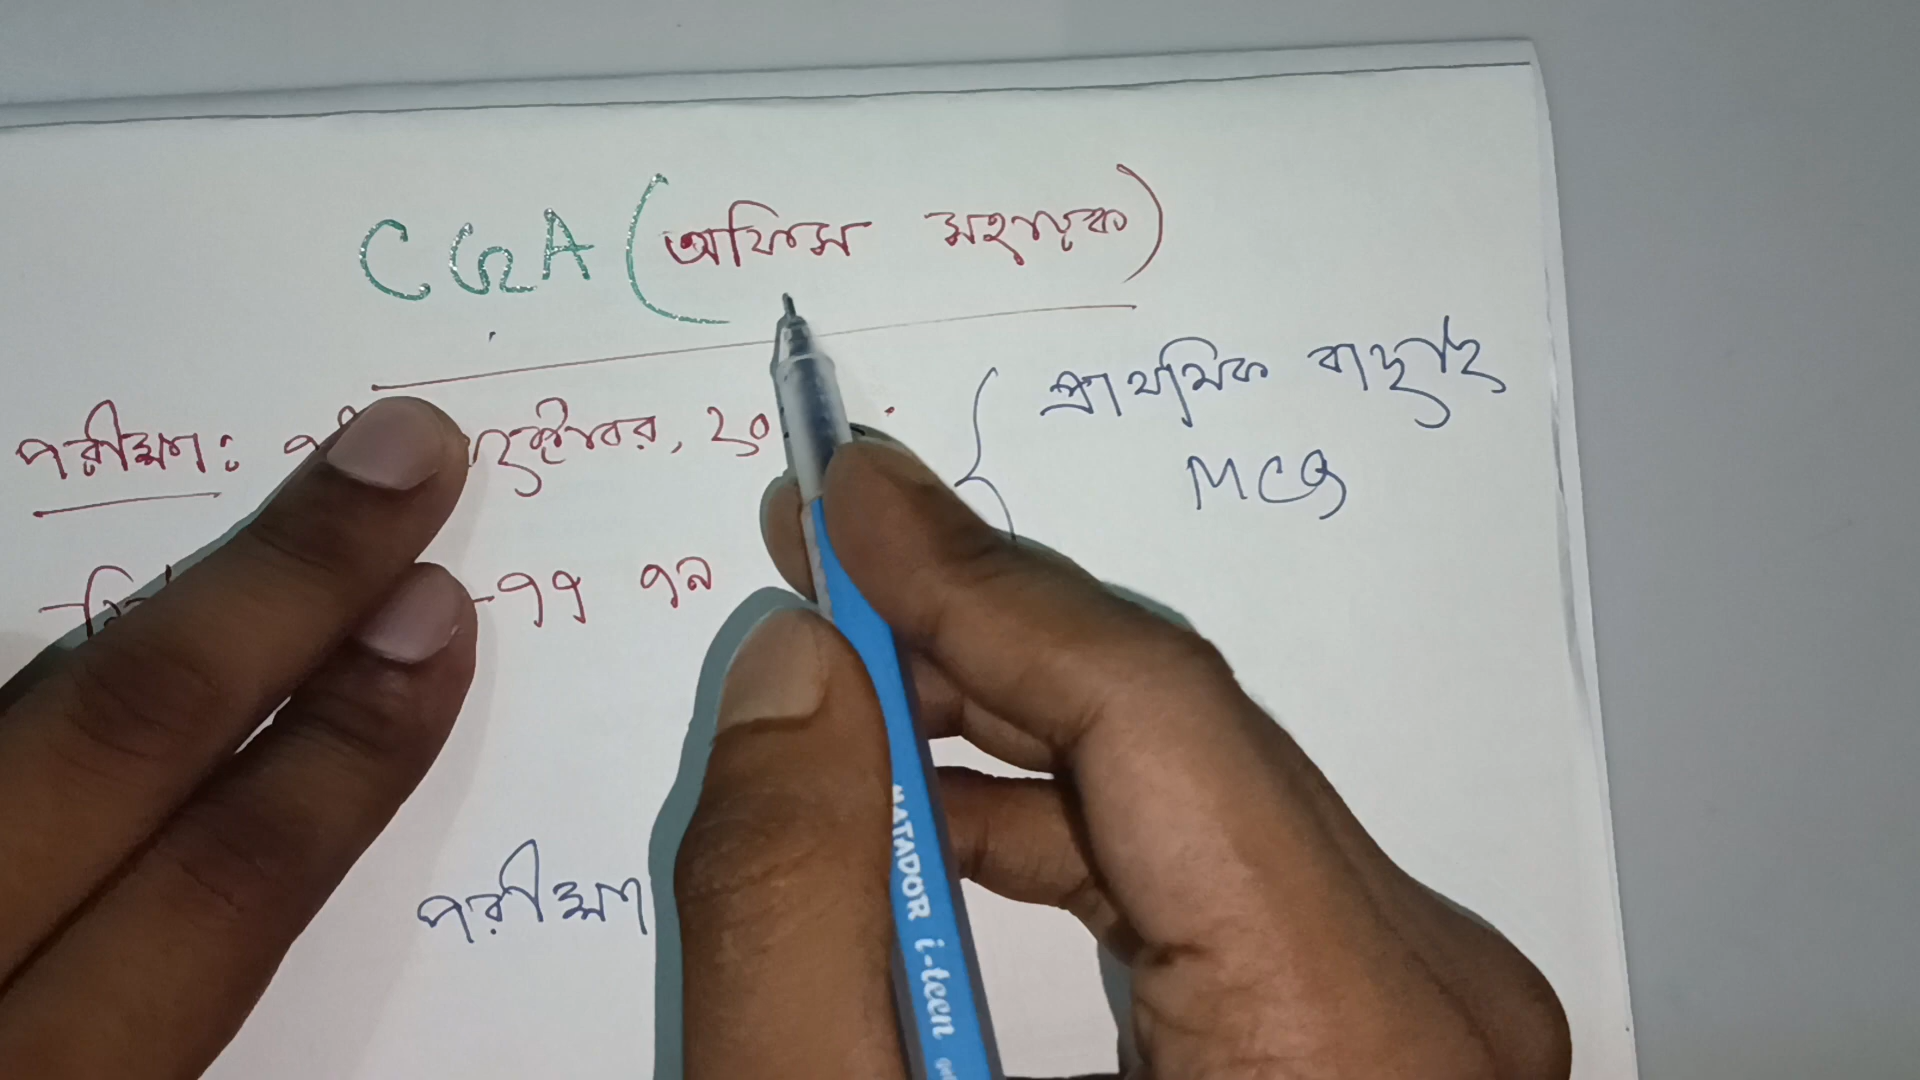 CGA (অফিস সহায়ক)
পরীক্ষা: অক্টোবর, ২০
প্রাথমিক বাছাই
MCQ
-৭৭ জন
পরীক্ষা
MATADOR i-teen